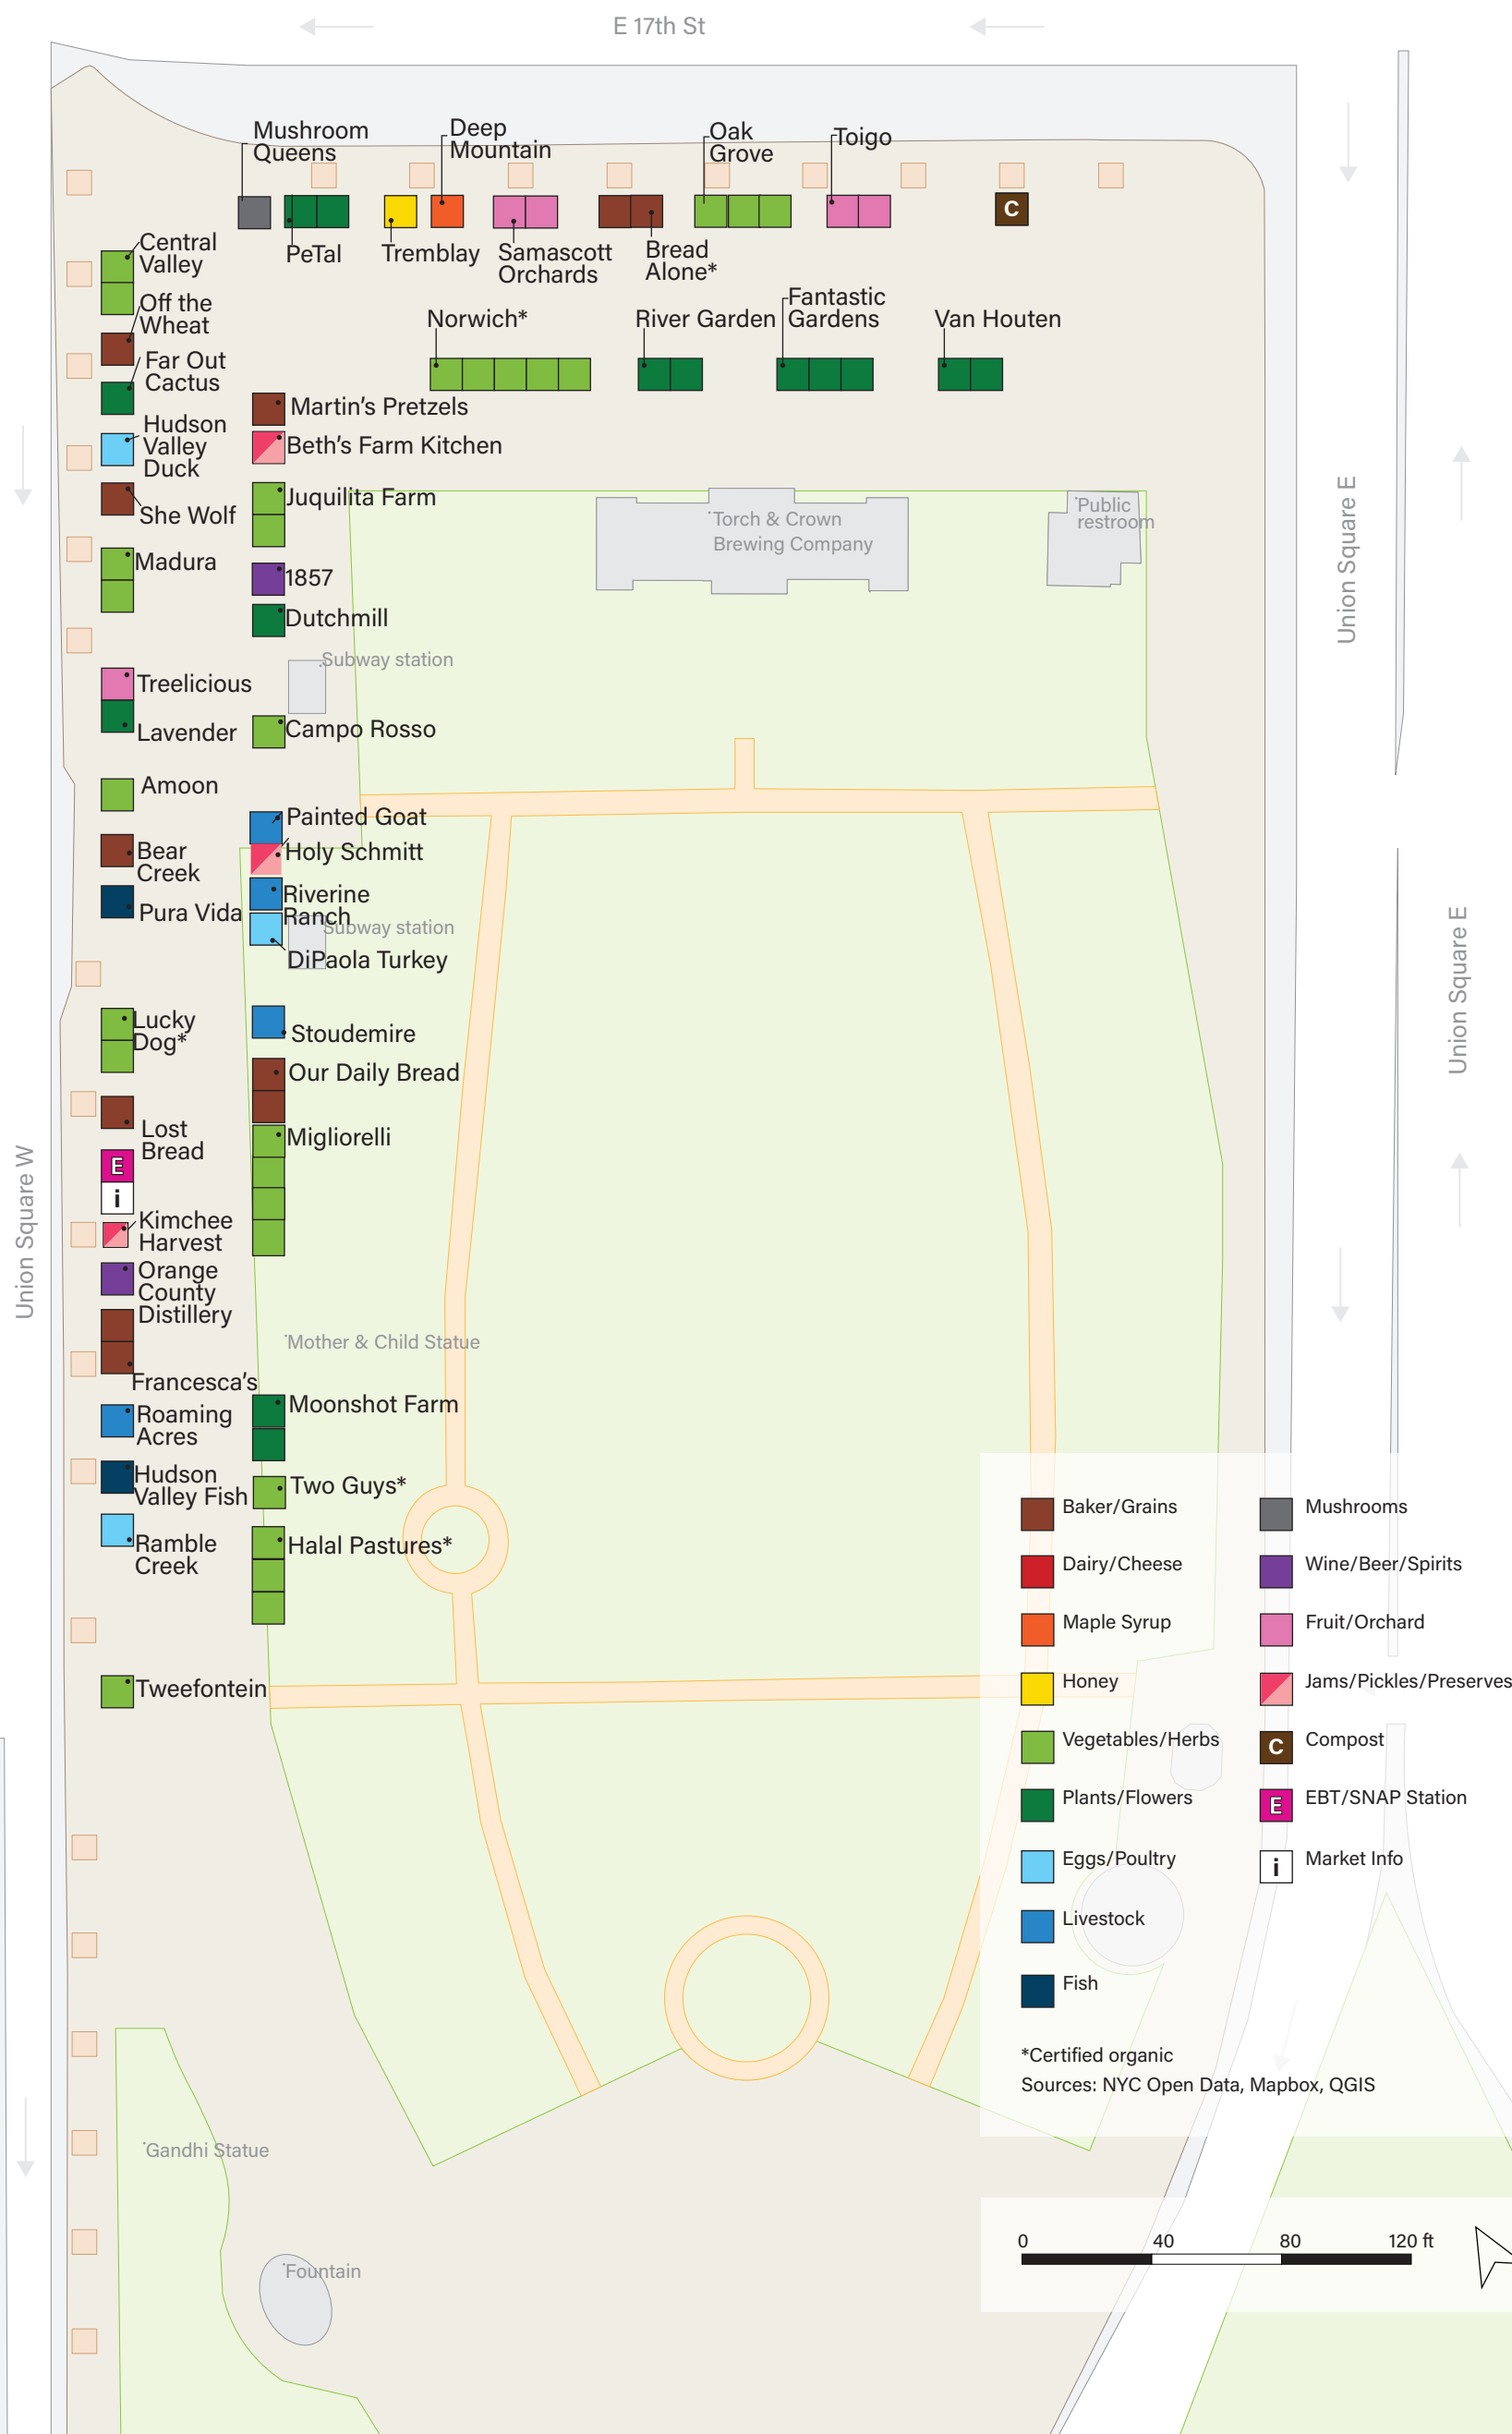 E 17th St
Mushroom
Queens
Deep
Mountain
Oak
Grove
Toigo
C
PeTal
Tremblay
Samascott
Orchards
Bread
Alone*
Central
Valley
Off the
Wheat
Far Out
Cactus
Hudson
Valley
Duck
She Wolf
Madura
Treelicious
Lavender
Amoon
Bear
Creek
Pura Vida
Lucky
Dog*
Lost
Bread
E
i
Kimchee
Harvest
Orange
County
Distillery
Francesca’s
Roaming
Acres
Hudson
Valley Fish
Ramble
Creek
Tweefontein
Norwich*
River Garden
Fantastic
Gardens
Van Houten
Martin’s Pretzels
Beth’s Farm Kitchen
Juquilita Farm
1857
Dutchmill
Subway station
Campo Rosso
Painted Goat
Holy Schmitt
Riverine
Ranch
Subway station
DiPaola Turkey
Stoudemire
Our Daily Bread
Migliorelli
Mother & Child Statue
Moonshot Farm
Two Guys*
Halal Pastures*
Torch & Crown
Brewing Company
Public
restroom
Union Square E
Union Square E
Union Square W
Gandhi Statue
Fountain
Baker/Grains
Dairy/Cheese
Maple Syrup
Honey
Vegetables/Herbs
Plants/Flowers
Eggs/Poultry
Livestock
Fish
Mushrooms
Wine/Beer/Spirits
Fruit/Orchard
Jams/Pickles/Preserves
C Compost
E EBT/SNAP Station
i Market Info
*Certified organic
Sources: NYC Open Data, Mapbox, QGIS
0 40 80 120 ft